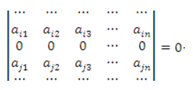 ... ... ... ... ...
a_{i1} a_{i2} a_{i3} ... a_{in}
0 0 0 ... 0 = 0.
a_{j1} a_{j2} a_{j3} ... a_{jn}
... ... ... ... ...